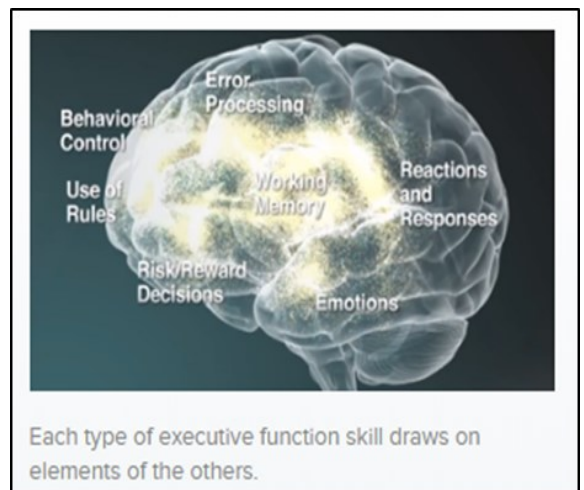 Error
Processing
Behavioral
Control
Use of
Rules
Working
Memory
Reactions
and
Responses
Risk/Reward
Decisions
Emotions
Each type of executive function skill draws on
elements of the others.